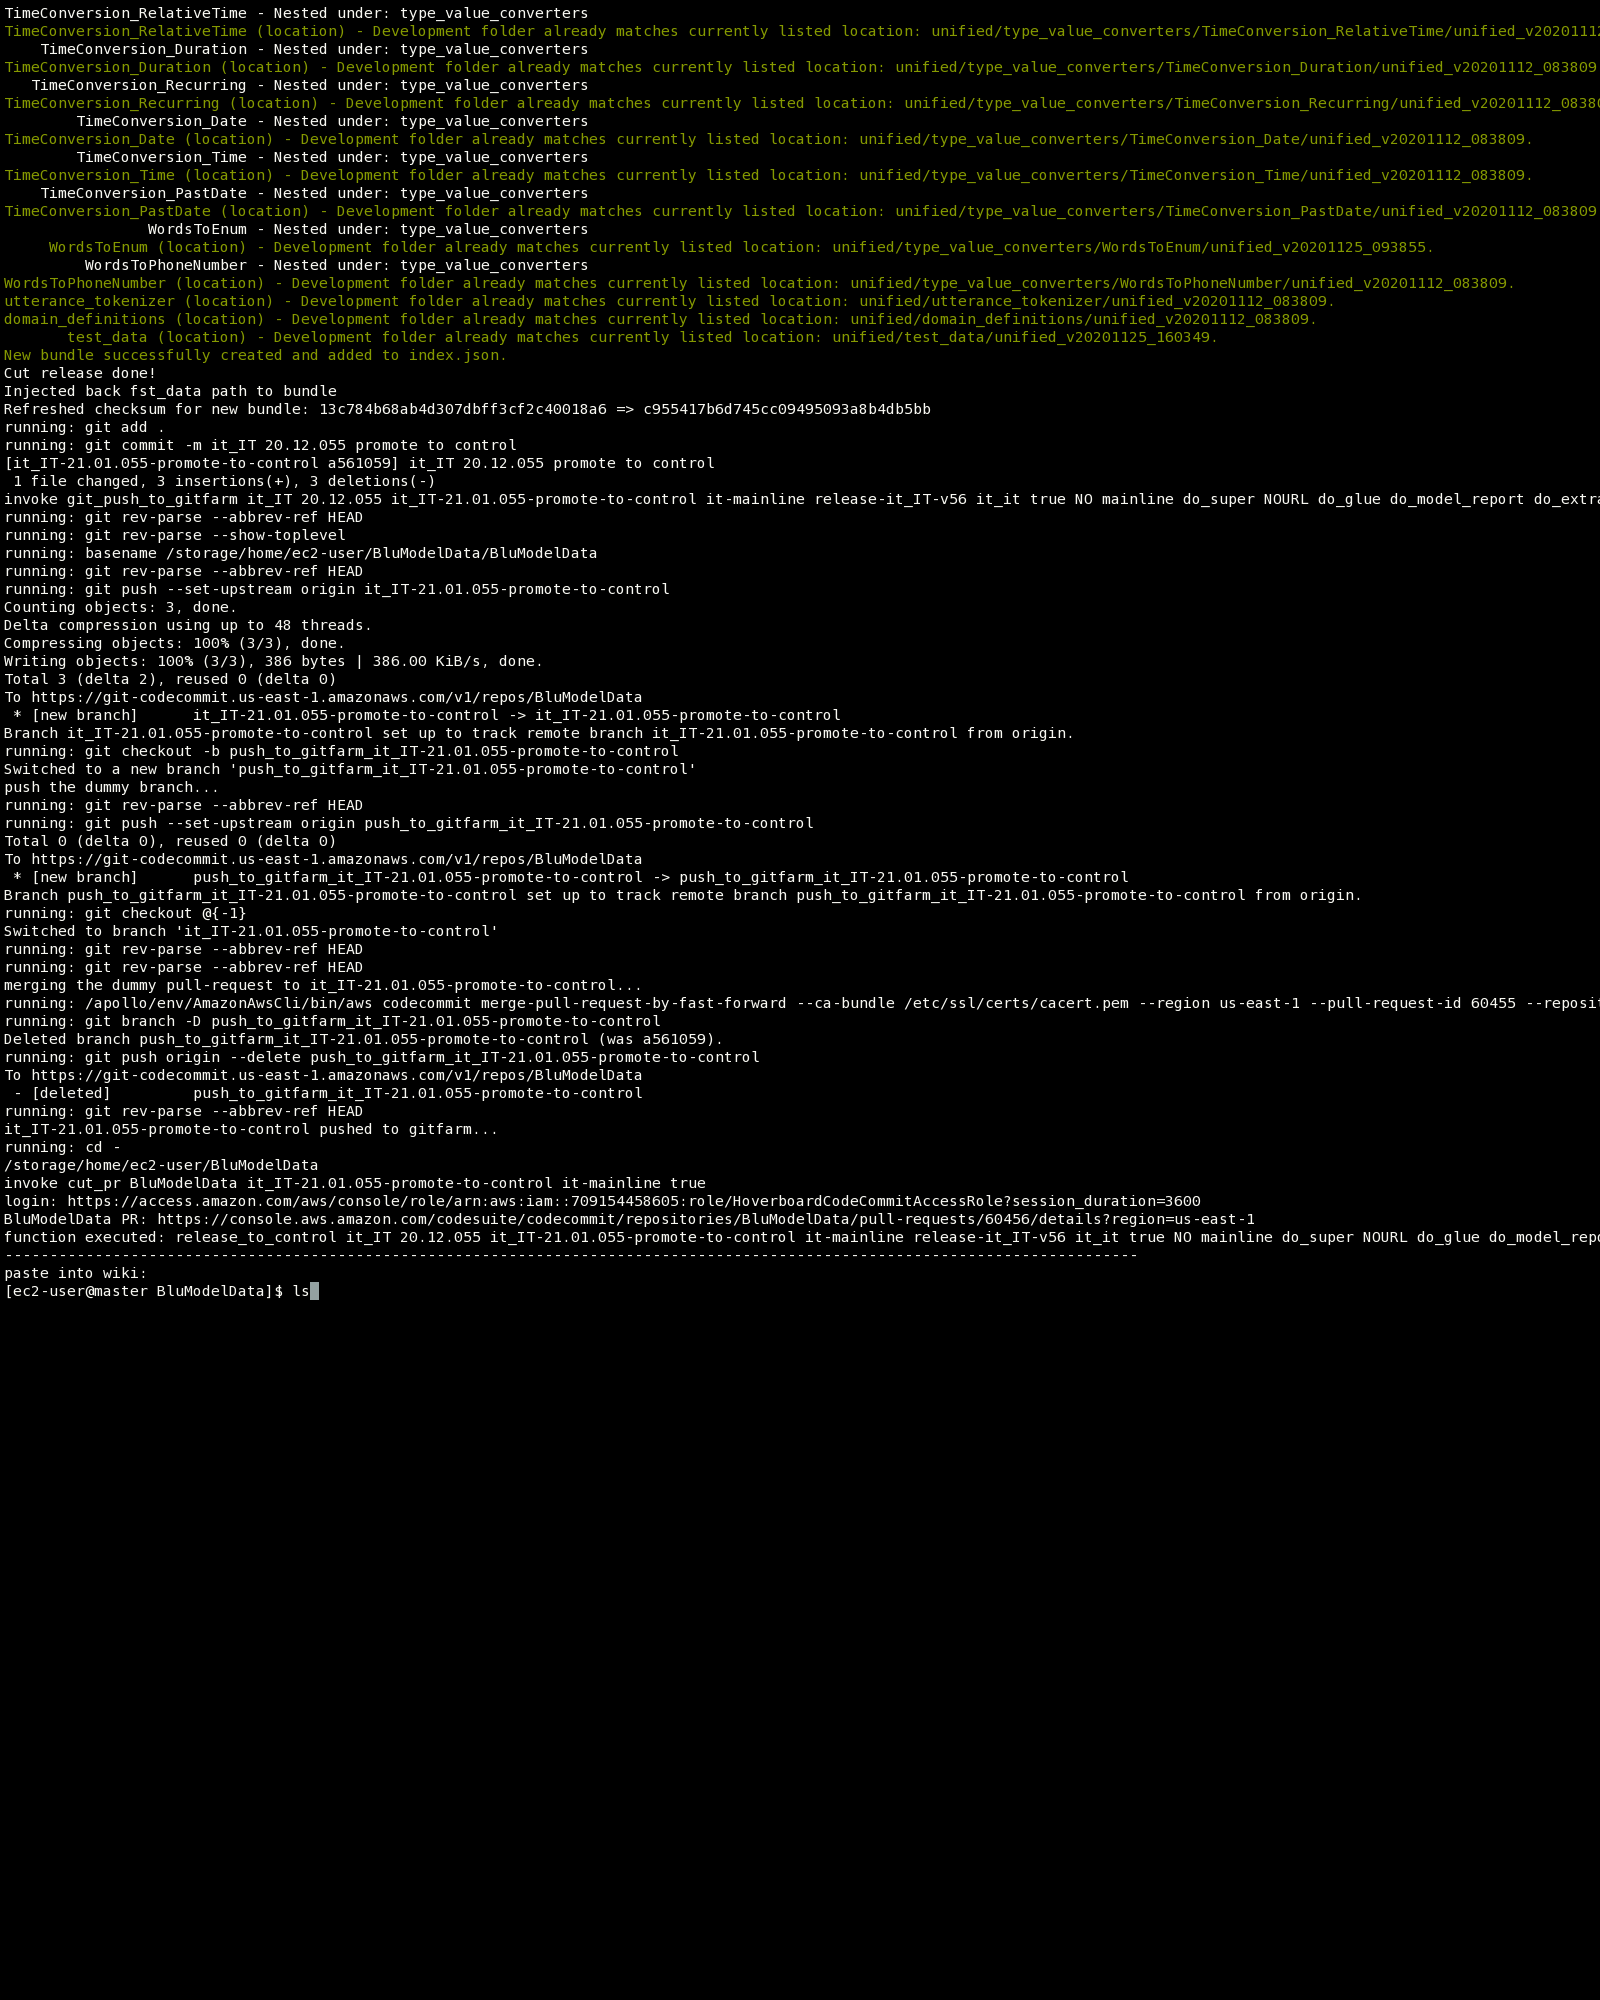 TimeConversion_RelativeTime - Nested under: type_value_converters
TimeConversion_RelativeTime (location) - Development folder already matches currently listed location: unified/type_value_converters/TimeConversion_RelativeTime/unified_v20201112
TimeConversion_Duration - Nested under: type_value_converters
TimeConversion_Duration (location) - Development folder already matches currently listed location: unified/type_value_converters/TimeConversion_Duration/unified_v20201112_083809
TimeConversion_Recurring - Nested under: type_value_converters
TimeConversion_Recurring (location) - Development folder already matches currently listed location: unified/type_value_converters/TimeConversion_Recurring/unified_v20201112_08380
TimeConversion_Date - Nested under: type_value_converters
TimeConversion_Date (location) - Development folder already matches currently listed location: unified/type_value_converters/TimeConversion_Date/unified_v20201112_083809.
TimeConversion_Time - Nested under: type_value_converters
TimeConversion_Time (location) - Development folder already matches currently listed location: unified/type_value_converters/TimeConversion_Time/unified_v20201112_083809.
TimeConversion_PastDate - Nested under: type_value_converters
TimeConversion_PastDate (location) - Development folder already matches currently listed location: unified/type_value_converters/TimeConversion_PastDate/unified_v20201112_083809
WordsToEnum - Nested under: type_value_converters
WordsToEnum (location) - Development folder already matches currently listed location: unified/type_value_converters/WordsToEnum/unified_v20201125_093855.
WordsToPhoneNumber - Nested under: type_value_converters
WordsToPhoneNumber (location) - Development folder already matches currently listed location: unified/type_value_converters/WordsToPhoneNumber/unified_v20201112_083809.
utterance_tokenizer (location) - Development folder already matches currently listed location: unified/utterance_tokenizer/unified_v20201112_083809.
domain_definitions (location) - Development folder already matches currently listed location: unified/domain_definitions/unified_v20201112_083809.
test_data (location) - Development folder already matches currently listed location: unified/test_data/unified_v20201125_160349.
New bundle successfully created and added to index.json.
Cut release done!
Injected back fst_data path to bundle
Refreshed checksum for new bundle: 13c784b68ab4d307dbff3cf2c40018a6 => c955417b6d745cc09495093a8b4db5bb
running: git add .
running: git commit -m it_IT 20.12.055 promote to control
[it_IT-21.01.055-promote-to-control a561059] it_IT 20.12.055 promote to control
1 file changed, 3 insertions(+), 3 deletions(-)
invoke git_push_to_gitfarm it_IT 20.12.055 it_IT-21.01.055-promote-to-control it-mainline release-it_IT-v56 it_it true NO mainline do_super NOURL do_glue do_model_report do_extra
running: git rev-parse --abbrev-ref HEAD
running: git rev-parse --show-toplevel
running: basename /storage/home/ec2-user/BluModelData/BluModelData
running: git rev-parse --abbrev-ref HEAD
running: git push --set-upstream origin it_IT-21.01.055-promote-to-control
Counting objects: 3, done.
Delta compression using up to 48 threads.
Compressing objects: 100% (3/3), done.
Writing objects: 100% (3/3), 386 bytes | 386.00 KiB/s, done.
Total 3 (delta 2), reused 0 (delta 0)
To https://git-codecommit.us-east-1.amazonaws.com/v1/repos/BluModelData
* [new branch]      it_IT-21.01.055-promote-to-control -> it_IT-21.01.055-promote-to-control
Branch it_IT-21.01.055-promote-to-control set up to track remote branch it_IT-21.01.055-promote-to-control from origin.
running: git checkout -b push_to_gitfarm_it_IT-21.01.055-promote-to-control
Switched to a new branch 'push_to_gitfarm_it_IT-21.01.055-promote-to-control'
push the dummy branch...
running: git rev-parse --abbrev-ref HEAD
running: git push --set-upstream origin push_to_gitfarm_it_IT-21.01.055-promote-to-control
Total 0 (delta 0), reused 0 (delta 0)
To https://git-codecommit.us-east-1.amazonaws.com/v1/repos/BluModelData
* [new branch]      push_to_gitfarm_it_IT-21.01.055-promote-to-control -> push_to_gitfarm_it_IT-21.01.055-promote-to-control
Branch push_to_gitfarm_it_IT-21.01.055-promote-to-control set up to track remote branch push_to_gitfarm_it_IT-21.01.055-promote-to-control from origin.
running: git checkout @{-1}
Switched to branch 'it_IT-21.01.055-promote-to-control'
running: git rev-parse --abbrev-ref HEAD
running: git rev-parse --abbrev-ref HEAD
merging the dummy pull-request to it_IT-21.01.055-promote-to-control...
running: /apollo/env/AmazonAwsCli/bin/aws codecommit merge-pull-request-by-fast-forward --ca-bundle /etc/ssl/certs/cacert.pem --region us-east-1 --pull-request-id 60455 --reposit
running: git branch -D push_to_gitfarm_it_IT-21.01.055-promote-to-control
Deleted branch push_to_gitfarm_it_IT-21.01.055-promote-to-control (was a561059).
running: git push origin --delete push_to_gitfarm_it_IT-21.01.055-promote-to-control
To https://git-codecommit.us-east-1.amazonaws.com/v1/repos/BluModelData
- [deleted]         push_to_gitfarm_it_IT-21.01.055-promote-to-control
running: git rev-parse --abbrev-ref HEAD
it_IT-21.01.055-promote-to-control pushed to gitfarm...
running: cd -
/storage/home/ec2-user/BluModelData
invoke cut_pr BluModelData it_IT-21.01.055-promote-to-control it-mainline true
login: https://access.amazon.com/aws/console/role/arn:aws:iam::709154458605:role/HoverboardCodeCommitAccessRole?session_duration=3600
BluModelData PR: https://console.aws.amazon.com/codesuite/codecommit/repositories/BluModelData/pull-requests/60456/details?region=us-east-1
function executed: release_to_control it_IT 20.12.055 it_IT-21.01.055-promote-to-control it-mainline release-it_IT-v56 it_it true NO mainline do_super NOURL do_glue do_model_repo
------------------------------------------------------------------------------------------------------------------------------
paste into wiki:
[ec2-user@master BluModelData]$ ls